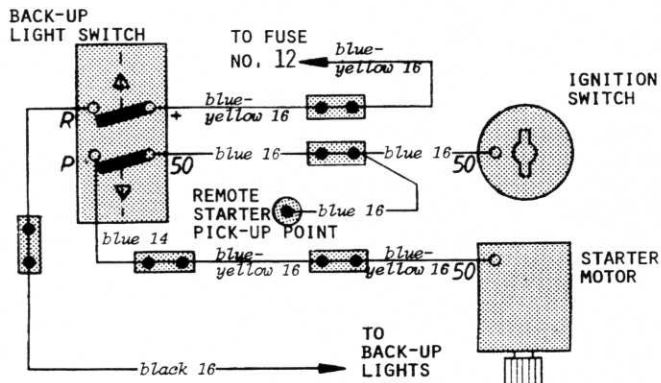 BACK-UP
LIGHT SWITCH
TO FUSE
NO. 12
blue-
yellow 16
IGNITION
SWITCH
R
+
blue-
yellow 16
P
50
blue 16
blue 16
50
REMOTE
STARTER
PICK-UP POINT
blue 16
blue 14
blue-
yellow 16
blue-
yellow 16
50
STARTER
MOTOR
black 16
TO
BACK-UP
LIGHTS